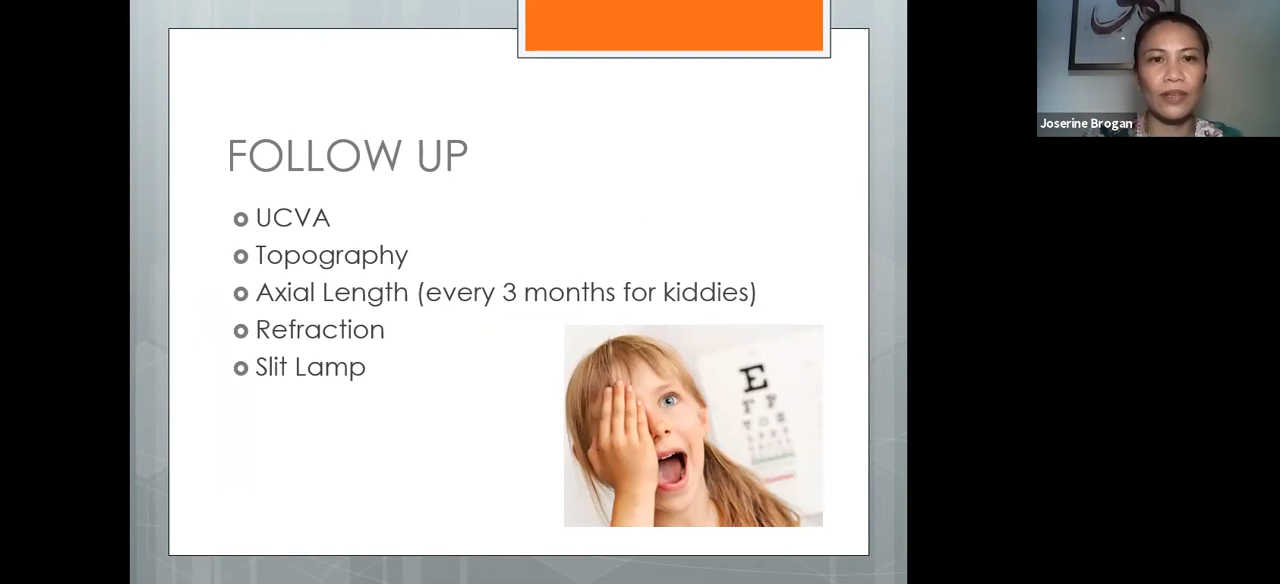 FOLLOW UP
UCVA
Topography
Axial Length (every 3 months for kiddies)
Refraction
Slit Lamp
E
F P
Joserine Brogan